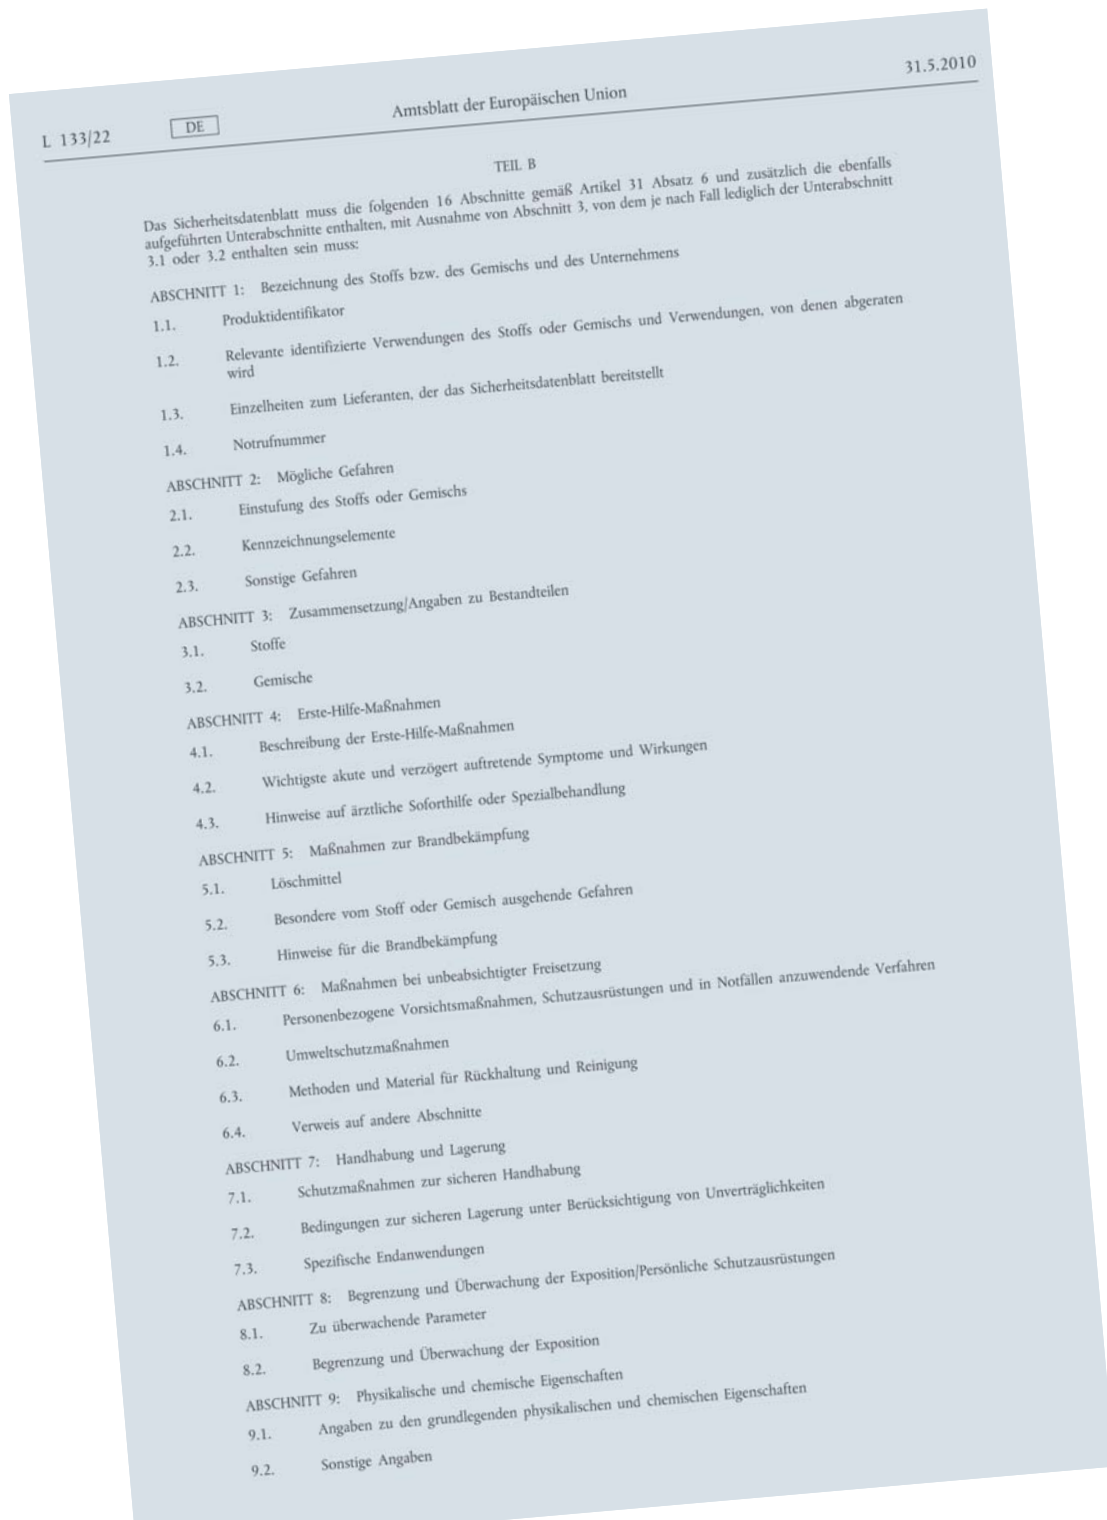 L 133/22 DE Amtsblatt der Europäischen Union 31.5.2010
TEIL B
Das Sicherheitsdatenblatt muss die folgenden 16 Abschnitte gemäß Artikel 31 Absatz 6 und zusätzlich die ebenfalls
aufgeführten Unterabschnitte enthalten, mit Ausnahme von Abschnitt 3, von dem je nach Fall lediglich der Unterabschnitt
3.1 oder 3.2 enthalten sein muss:
ABSCHNITT 1: Bezeichnung des Stoffs bzw. des Gemischs und des Unternehmens
1.1. Produktidentifikator
1.2. Relevante identifizierte Verwendungen des Stoffs oder Gemischs und Verwendungen, von denen abgeraten
wird
1.3. Einzelheiten zum Lieferanten, der das Sicherheitsdatenblatt bereitstellt
1.4. Notrufnummer
ABSCHNITT 2: Mögliche Gefahren
2.1. Einstufung des Stoffs oder Gemischs
2.2. Kennzeichnungselemente
2.3. Sonstige Gefahren
ABSCHNITT 3: Zusammensetzung/Angaben zu Bestandteilen
3.1. Stoffe
3.2. Gemische
ABSCHNITT 4: Erste-Hilfe-Maßnahmen
4.1. Beschreibung der Erste-Hilfe-Maßnahmen
4.2. Wichtigste akute und verzögert auftretende Symptome und Wirkungen
4.3. Hinweise auf ärztliche Soforthilfe oder Spezialbehandlung
ABSCHNITT 5: Maßnahmen zur Brandbekämpfung
5.1. Löschmittel
5.2. Besondere vom Stoff oder Gemisch ausgehende Gefahren
5.3. Hinweise für die Brandbekämpfung
ABSCHNITT 6: Maßnahmen bei unbeabsichtigter Freisetzung
6.1. Personenbezogene Vorsichtsmaßnahmen, Schutzausrüstungen und in Notfällen anzuwendende Verfahren
6.2. Umweltschutzmaßnahmen
6.3. Methoden und Material für Rückhaltung und Reinigung
6.4. Verweis auf andere Abschnitte
ABSCHNITT 7: Handhabung und Lagerung
7.1. Schutzmaßnahmen zur sicheren Handhabung
7.2. Bedingungen zur sicheren Lagerung unter Berücksichtigung von Unverträglichkeiten
7.3. Spezifische Endanwendungen
ABSCHNITT 8: Begrenzung und Überwachung der Exposition/Persönliche Schutzausrüstungen
8.1. Zu überwachende Parameter
8.2. Begrenzung und Überwachung der Exposition
ABSCHNITT 9: Physikalische und chemische Eigenschaften
9.1. Angaben zu den grundlegenden physikalischen und chemischen Eigenschaften
9.2. Sonstige Angaben